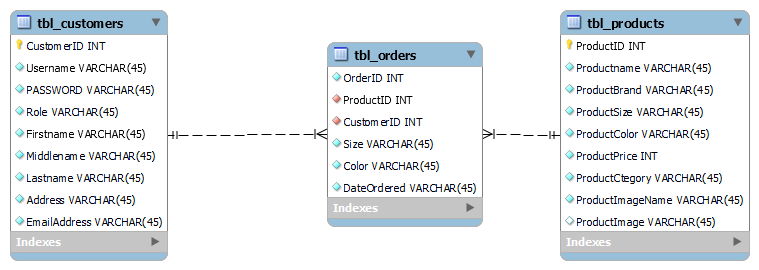 tbl_customers
CustomerID INT
Username VARCHAR(45)
PASSWORD VARCHAR(45)
Role VARCHAR(45)
Firstname VARCHAR(45)
Middlename VARCHAR(45)
Lastname VARCHAR(45)
Address VARCHAR(45)
EmailAddress VARCHAR(45)
Indexes
tbl_orders
OrderID INT
ProductID INT
CustomerID INT
Size VARCHAR(45)
Color VARCHAR(45)
DateOrdered VARCHAR(45)
Indexes
tbl_products
ProductID INT
Productname VARCHAR(45)
ProductBrand VARCHAR(45)
ProductSize VARCHAR(45)
ProductColor VARCHAR(45)
ProductPrice INT
ProductCtegory VARCHAR(45)
ProductImageName VARCHAR(45)
ProductImage VARCHAR(45)
Indexes